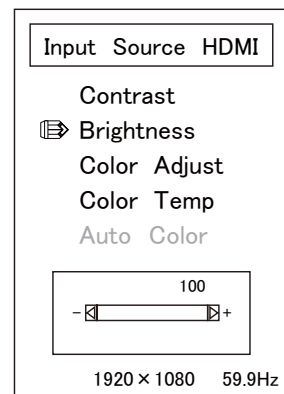 Input Source HDMI
Contrast
Brightness
Color Adjust
Color Temp
Auto Color
100
- +
1920×1080 59.9Hz